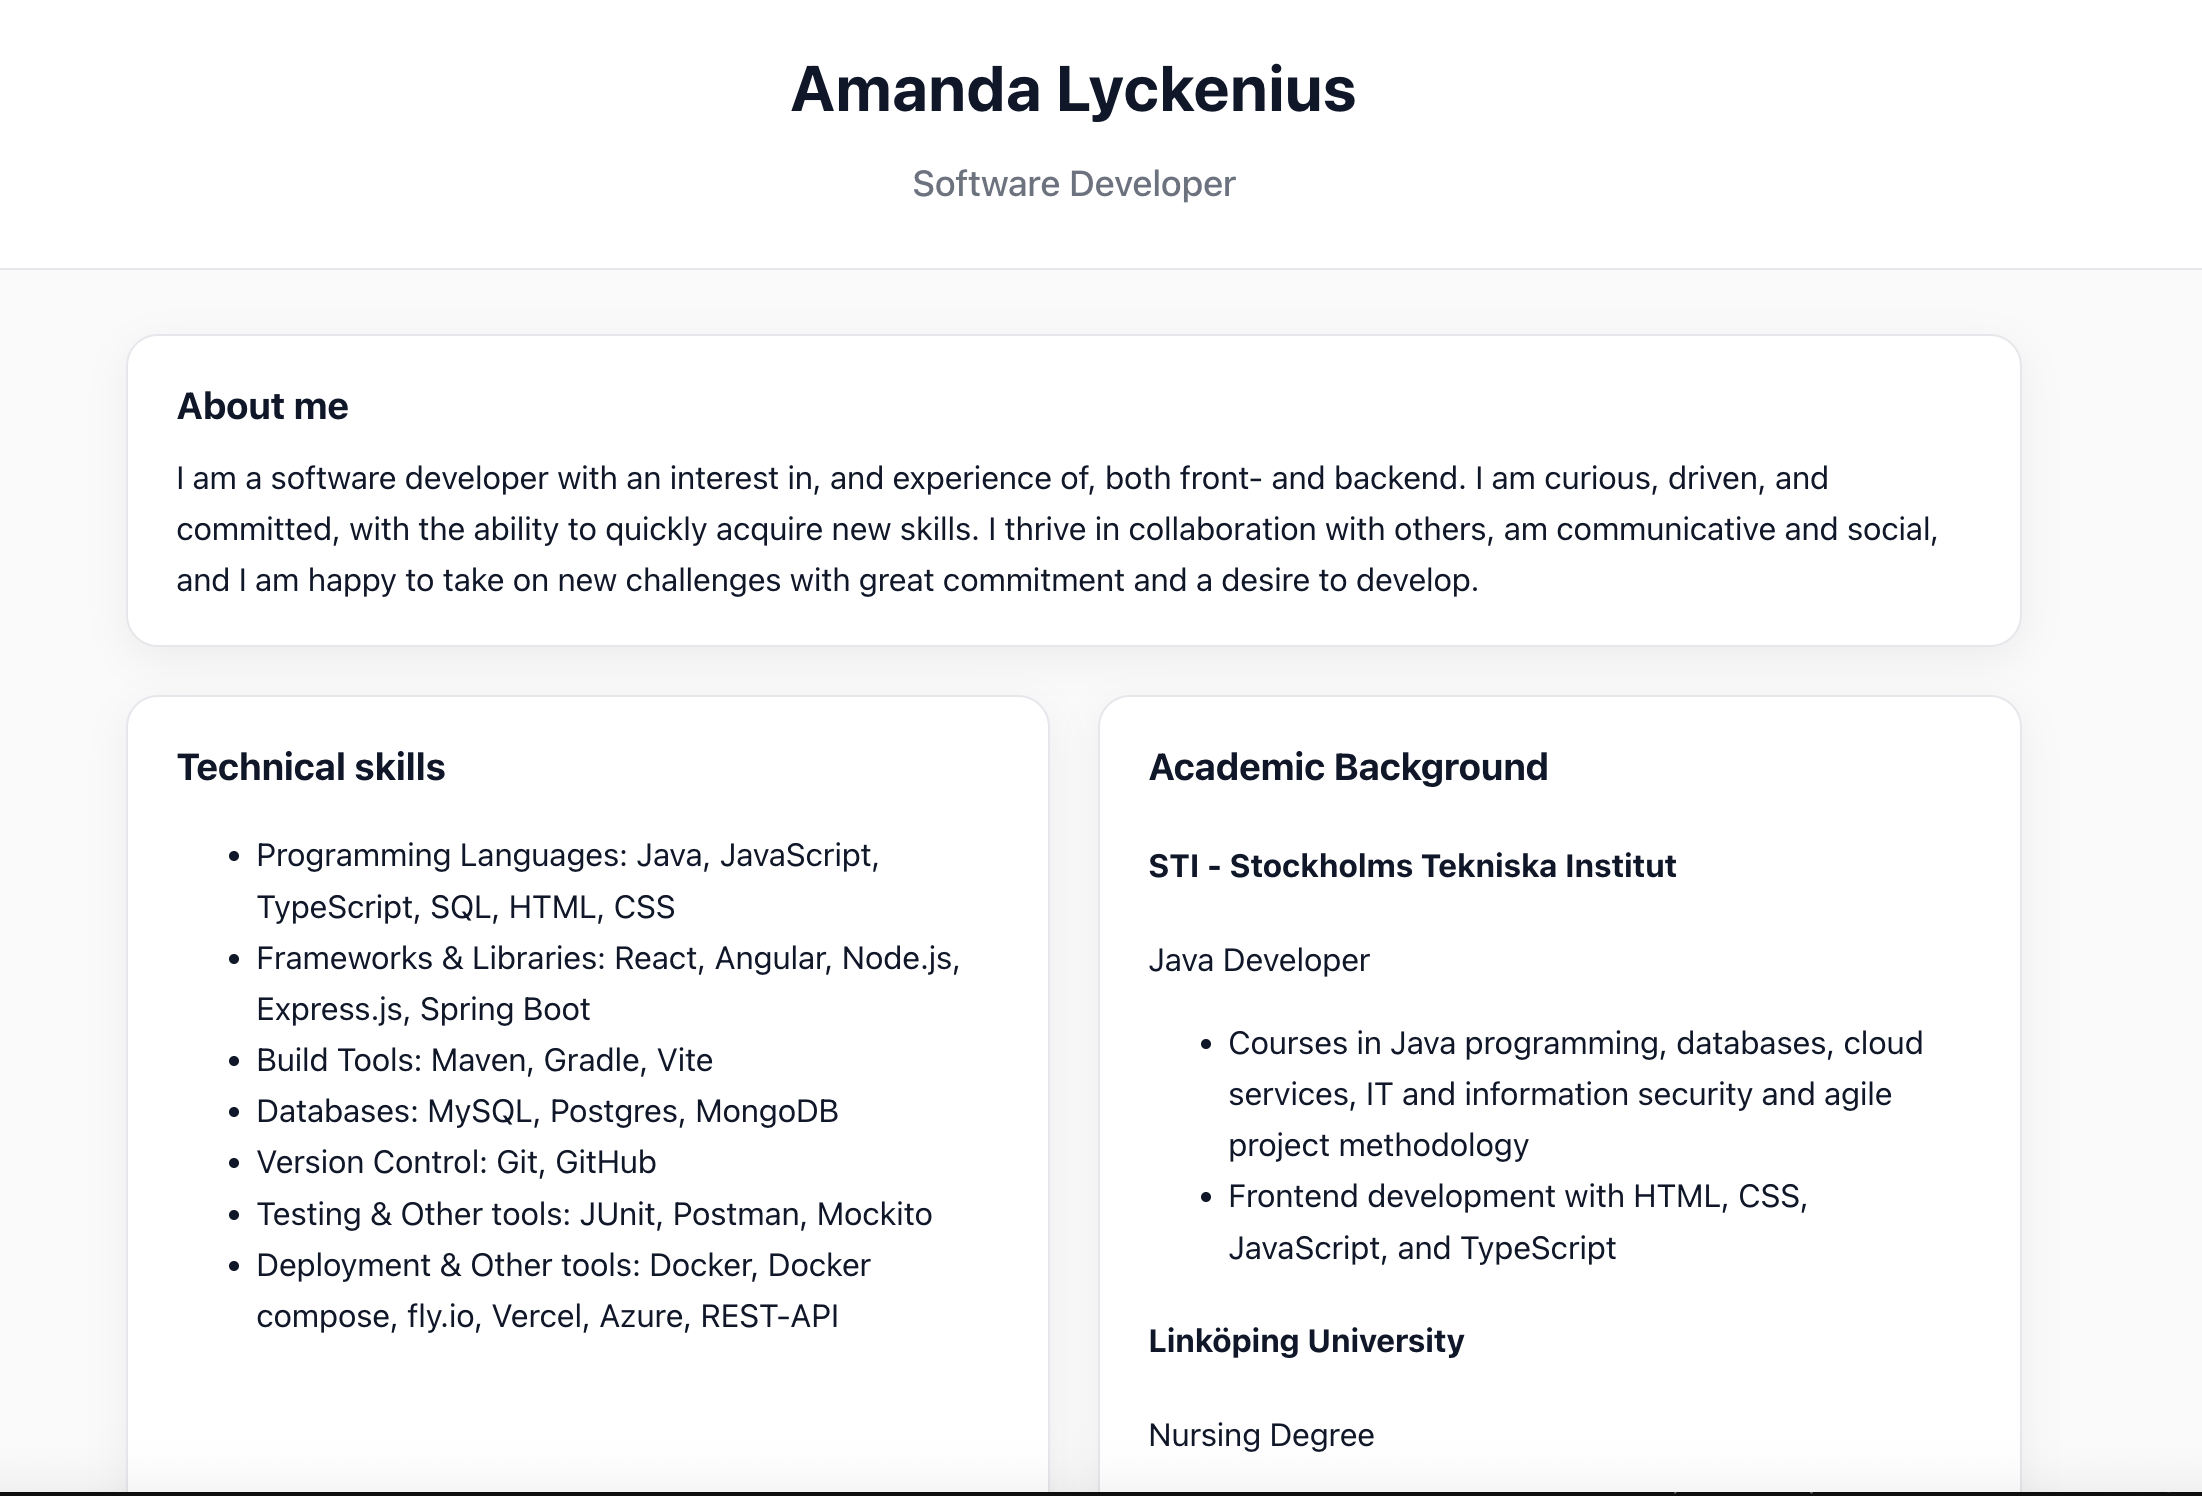 Amanda Lyckenius
Software Developer
About me
I am a software developer with an interest in, and experience of, both front- and backend. I am curious, driven, and
committed, with the ability to quickly acquire new skills. I thrive in collaboration with others, am communicative and social,
and I am happy to take on new challenges with great commitment and a desire to develop.
Technical skills
• Programming Languages: Java, JavaScript,
TypeScript, SQL, HTML, CSS
• Frameworks & Libraries: React, Angular, Node.js,
Express.js, Spring Boot
• Build Tools: Maven, Gradle, Vite
• Databases: MySQL, Postgres, MongoDB
• Version Control: Git, GitHub
• Testing & Other tools: JUnit, Postman, Mockito
• Deployment & Other tools: Docker, Docker
compose, fly.io, Vercel, Azure, REST-API
Academic Background
STI - Stockholms Tekniska Institut
Java Developer
• Courses in Java programming, databases, cloud
services, IT and information security and agile
project methodology
• Frontend development with HTML, CSS,
JavaScript, and TypeScript
Linköping University
Nursing Degree